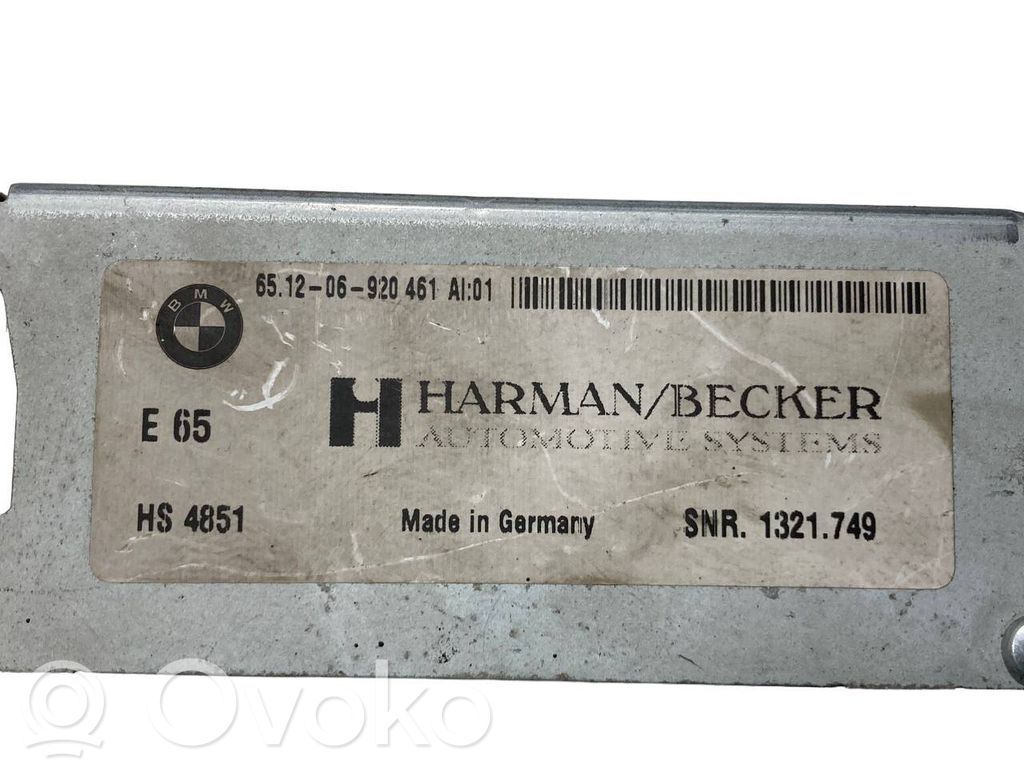 65.12-06-920 461 AI:01
BMW
E 65
H HARMAN/BECKER
AUTOMOTIVE SYSTEMS
HS 4851 Made in Germany SNR. 1321.749
Ovoko